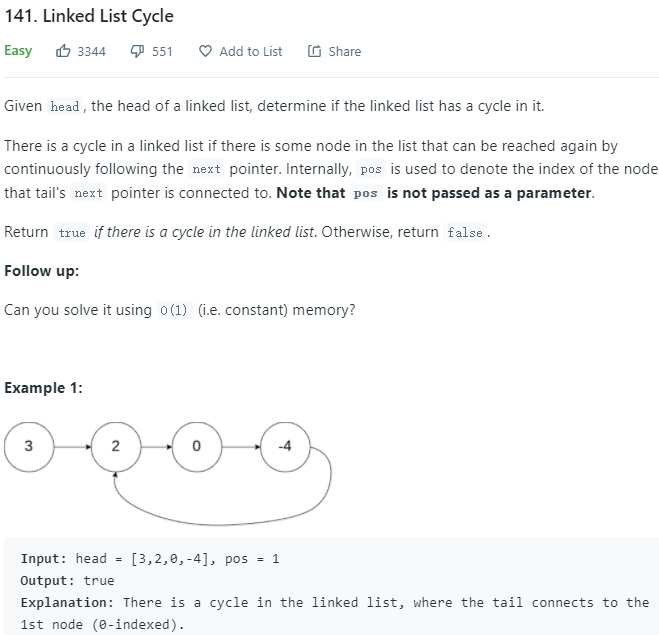 141. Linked List Cycle
Easy 3344 551 Add to List Share
Given head , the head of a linked list, determine if the linked list has a cycle in it.
There is a cycle in a linked list if there is some node in the list that can be reached again by
continuously following the next pointer. Internally, pos is used to denote the index of the node
that tail's next pointer is connected to. Note that pos is not passed as a parameter.
Return true if there is a cycle in the linked list. Otherwise, return false .
Follow up:
Can you solve it using O(1) (i.e. constant) memory?
Example 1:
3 2 0 -4
Input: head = [3,2,0,-4], pos = 1
Output: true
Explanation: There is a cycle in the linked list, where the tail connects to the
1st node (0-indexed).